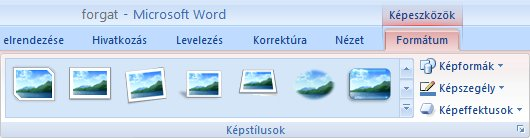 forgat - Microsoft Word Képeszközök
elrendezése Hivatkozás Levelezés Korrektúra Nézet Formátum
Képformák
Képszegély
Képeffektusok
Képstílusok